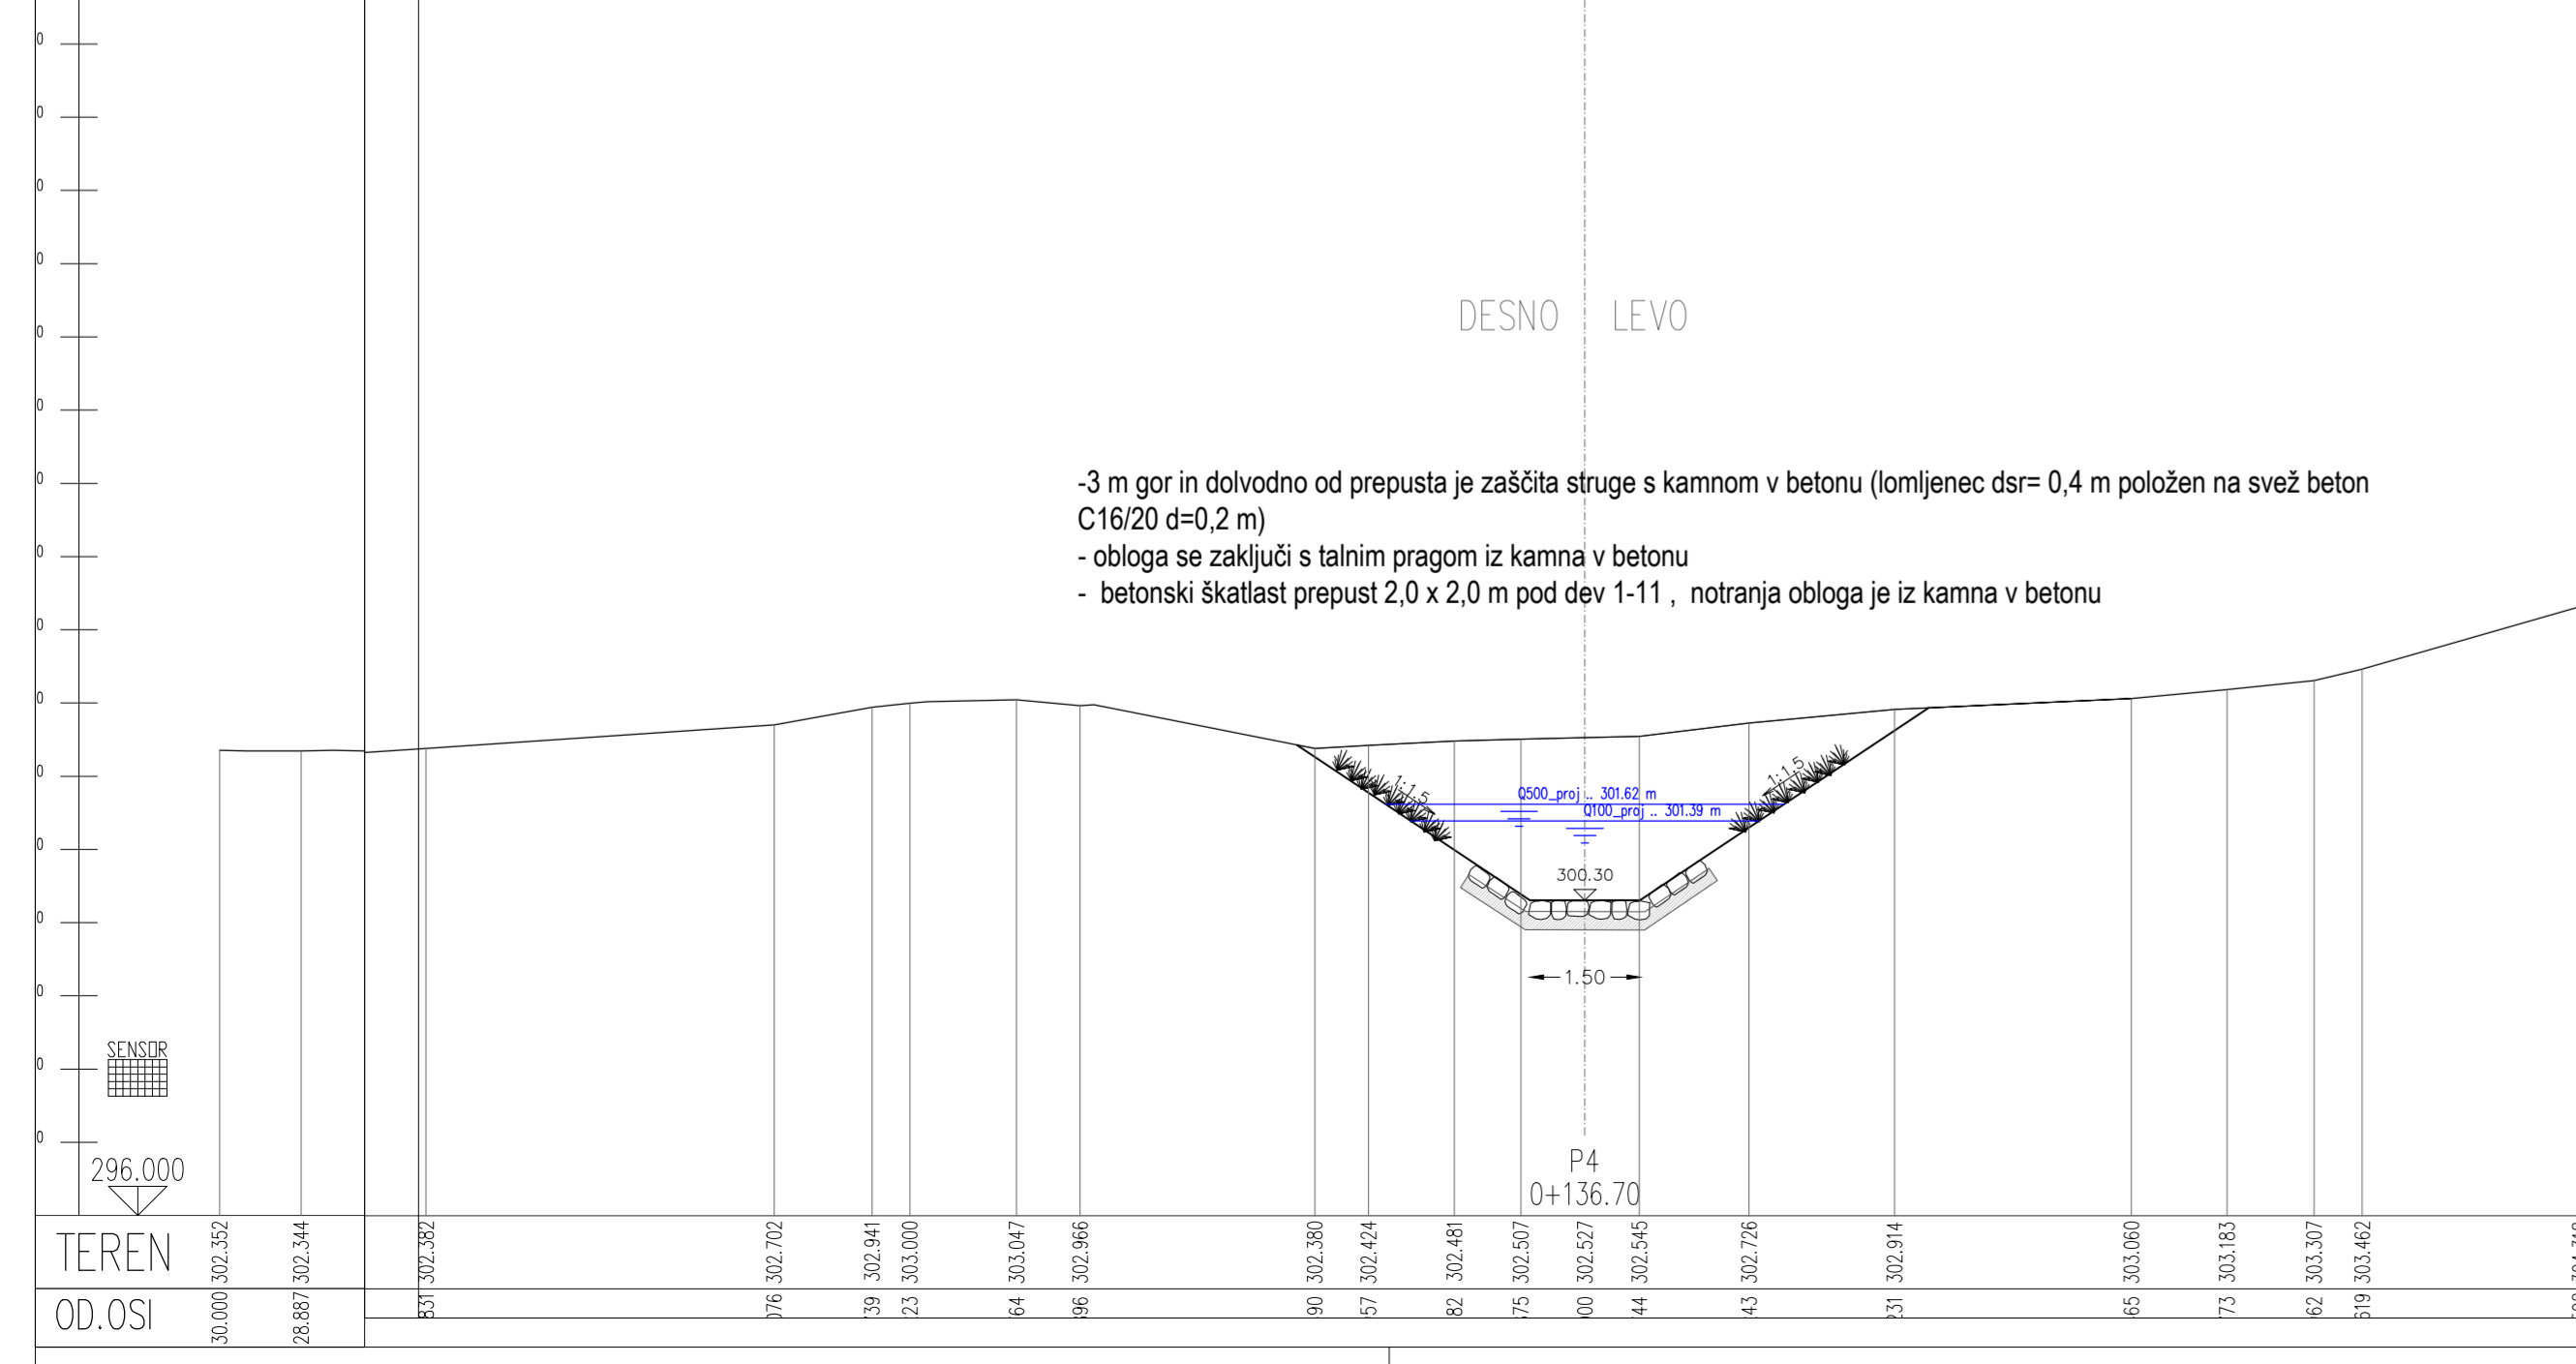 DESNO LEVO
-3 m gor in dolvodno od prepusta je zaščita struge s kamnom v betonu (lomljenec dsr= 0,4 m položen na svež beton
C16/20 d=0,2 m)
- obloga se zaključi s talnim pragom iz kamna v betonu
- betonski škatlast prepust 2,0 x 2,0 m pod dev 1-11 , notranja obloga je iz kamna v betonu
1:1.5
1:1.5
Q500_proj .. 301.62 m
Q100_proj .. 301.39 m
300.30
1.50
SENSOR
296.000
P4
0+136.70
TEREN 302.352 302.344 302.382 302.702 302.941 303.000 303.047 302.966 302.380 302.424 302.481 302.507 302.527 302.545 302.726 302.914 303.060 303.183 303.307 303.462
OD.OSI 30.000 28.887